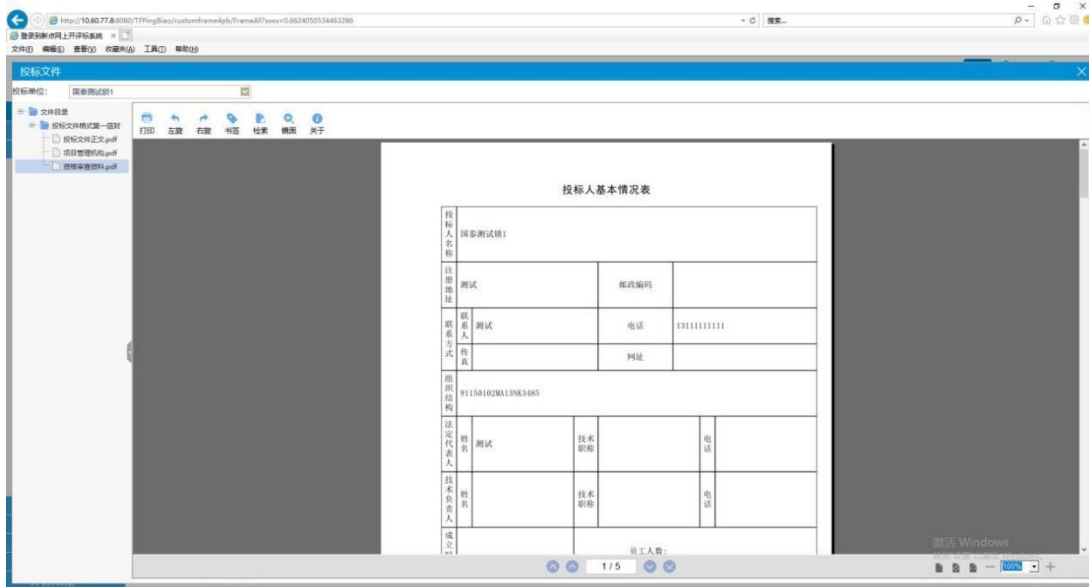 http://10.60.77.8:8080/TPPingBiao/customframe4pb/FrameAll?xxxx=0.6624050534463286
搜索...
登录到新点网上开评标系统
文件(F) 编辑(E) 查看(V) 收藏夹(A) 工具(T) 帮助(H)
投标文件
投标单位: 国泰测试锁1
文件目录
投标文件格式第一信封
投标文件正文.pdf
项目管理机构.pdf
资格审查资料.pdf
打印 左旋 右旋 书签 检索 关于
投标人基本情况表
投标人名称 国泰测试锁1
注册地址 测试 邮政编码
联系方式 联系人 测试 电话 13111111111
传真 网址
组织结构 91150102MA13NK3485
法定代表人 姓名 测试 技术职称 电话
技术负责人 姓名 技术职称 电话
成立
员工人数:
激活 Windows
1 / 5
100%